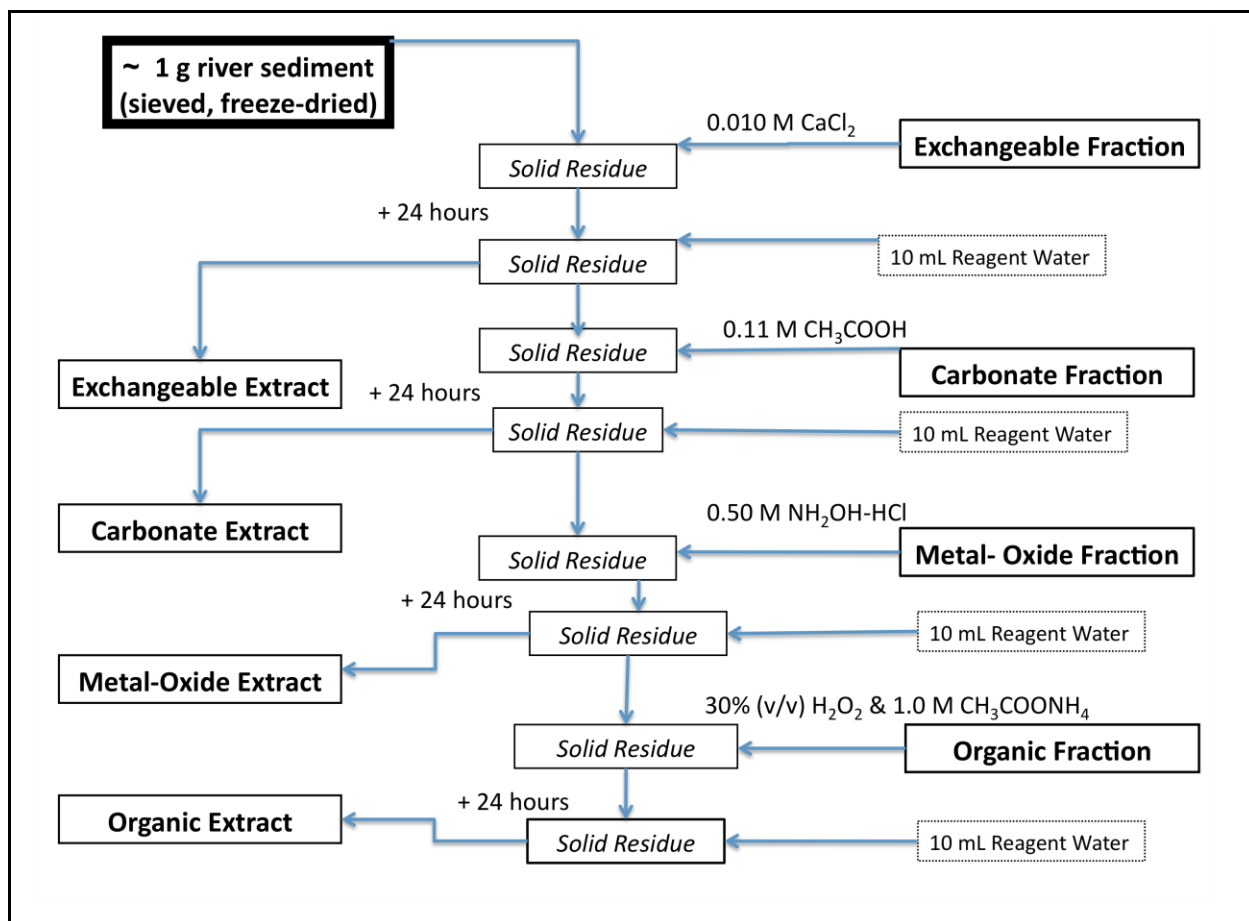 ~ 1 g river sediment
(sieved, freeze-dried)
0.010 M CaCl₂
Exchangeable Fraction
Solid Residue
+ 24 hours
Solid Residue
10 mL Reagent Water
0.11 M CH₃COOH
Solid Residue
Exchangeable Extract
Carbonate Fraction
+ 24 hours
Solid Residue
10 mL Reagent Water
Carbonate Extract
0.50 M NH₂OH-HCl
Solid Residue
Metal- Oxide Fraction
+ 24 hours
Solid Residue
10 mL Reagent Water
Metal-Oxide Extract
30% (v/v) H₂O₂ & 1.0 M CH₃COONH₄
Solid Residue
Organic Fraction
+ 24 hours
Organic Extract
Solid Residue
10 mL Reagent Water